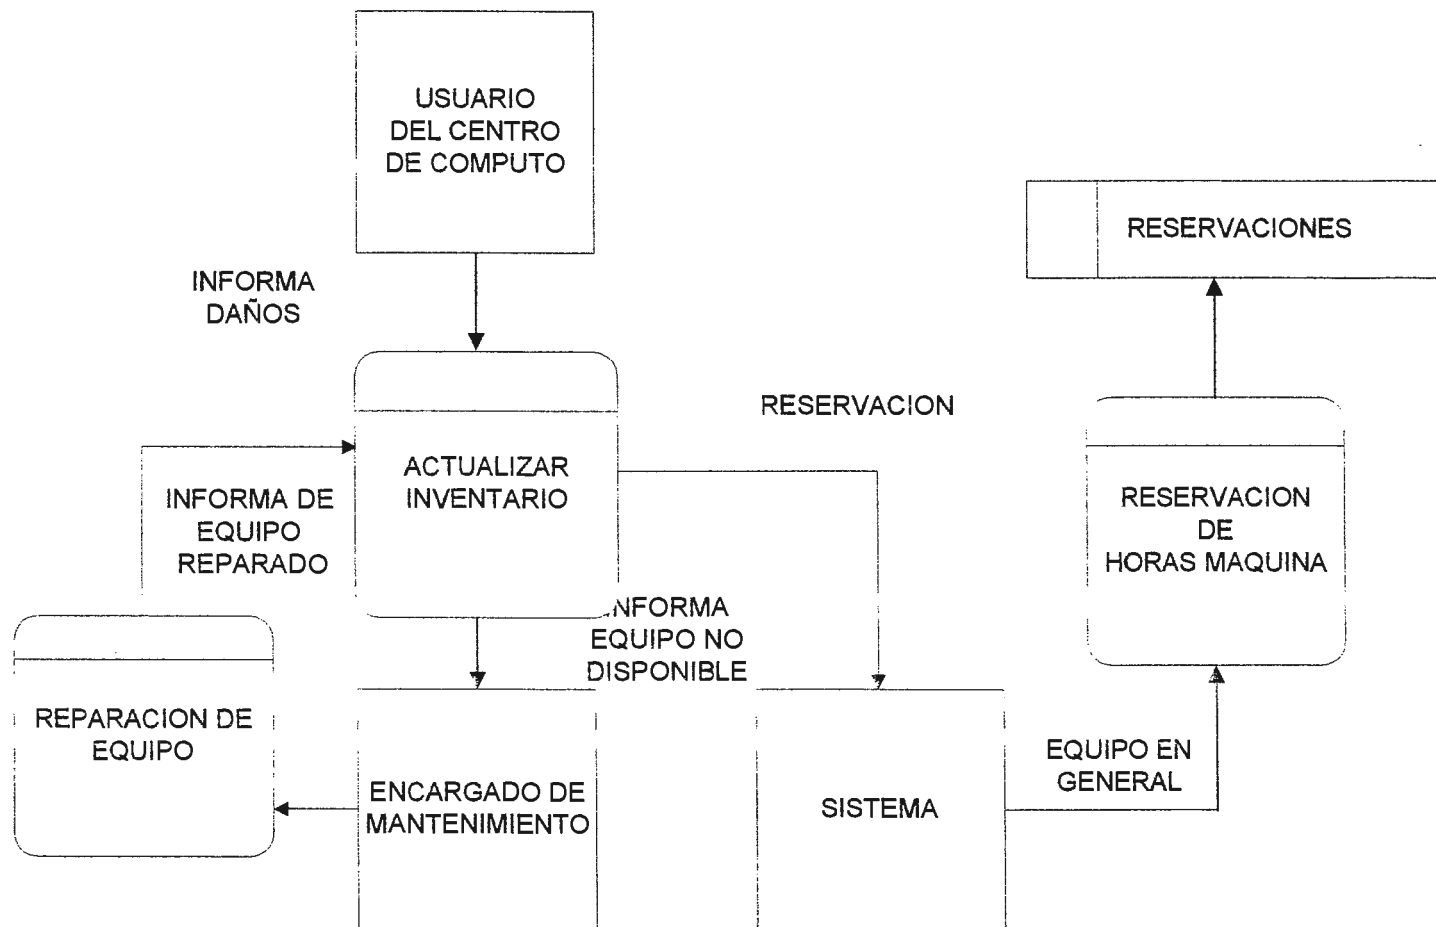 USUARIO
DEL CENTRO
DE COMPUTO
RESERVACIONES
INFORMA
DAÑOS
RESERVACION
ACTUALIZAR
INVENTARIO
INFORMA DE
EQUIPO
REPARADO
RESERVACION
DE
HORAS MAQUINA
INFORMA
EQUIPO NO
DISPONIBLE
REPARACION DE
EQUIPO
ENCARGADO DE
MANTENIMIENTO
SISTEMA
EQUIPO EN
GENERAL